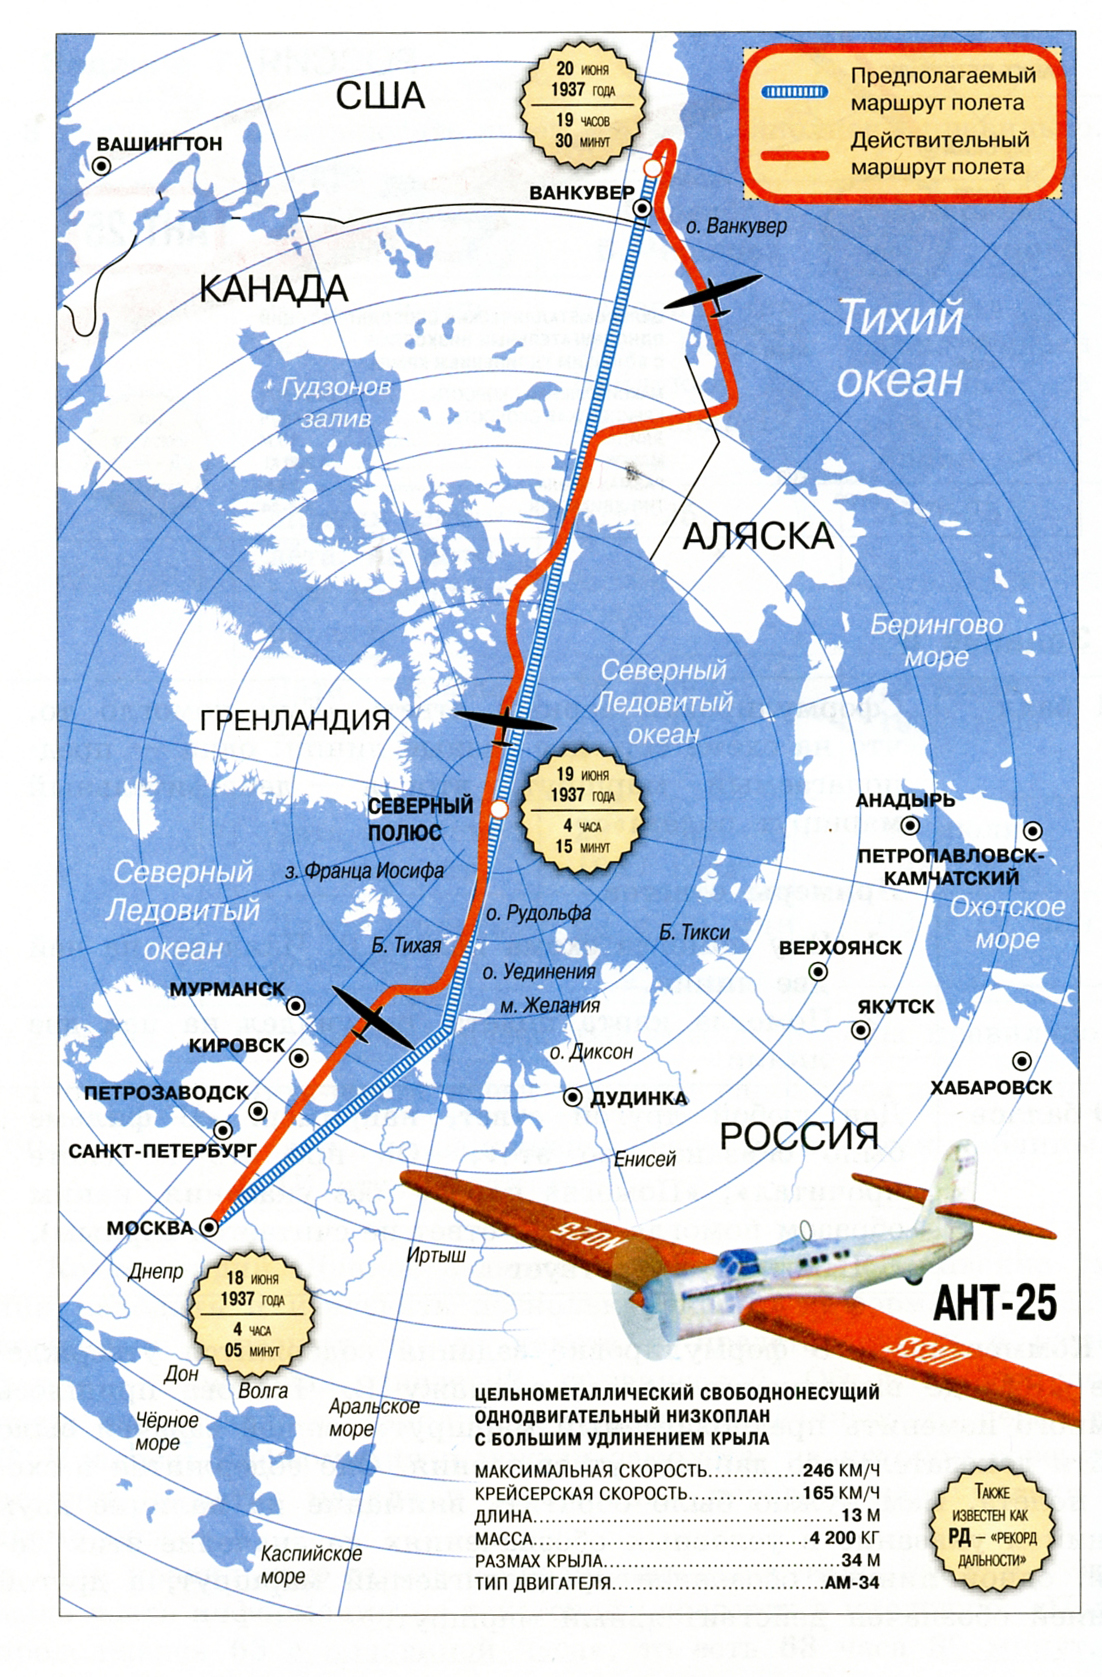 20 ИЮНЯ
1937 ГОДА
19 ЧАСОВ
30 МИНУТ
Предполагаемый
маршрут полета
Действительный
маршрут полета
США
ВАШИНГТОН
ВАНКУВЕР
о. Ванкувер
КАНАДА
Тихий
океан
Гудзонов
залив
АЛЯСКА
Берингово
море
Северный
Ледовитый
океан
ГРЕНЛАНДИЯ
СЕВЕРНЫЙ
ПОЛЮС
19 ИЮНЯ
1937 ГОДА
4 ЧАСА
15 МИНУТ
АНАДЫРЬ
ПЕТРОПАВЛОВСК-
КАМЧАТСКИЙ
з. Франца Иосифа
Северный
Ледовитый
океан
о. Рудольфа
Б. Тихая
Б. Тикси
Охотское
море
ВЕРХОЯНСК
о. Уединения
МУРМАНСК
м. Желания
ЯКУТСК
КИРОВСК
о. Диксон
ХАБАРОВСК
ПЕТРОЗАВОДСК
ДУДИНКА
САНКТ-ПЕТЕРБУРГ
РОССИЯ
Енисей
МОСКВА
Иртыш
NO25
Днепр
18 ИЮНЯ
1937 ГОДА
4 ЧАСА
05 МИНУТ
АНТ-25
URSS
Дон
Волга
Чёрное
море
Аральское
море
Каспийское
море
ЦЕЛЬНОМЕТАЛЛИЧЕСКИЙ СВОБОДНОНЕСУЩИЙ
ОДНОДВИГАТЕЛЬНЫЙ НИЗКОПЛАН
С БОЛЬШИМ УДЛИНЕНИЕМ КРЫЛА
МАКСИМАЛЬНАЯ СКОРОСТЬ............246 КМ/Ч
КРЕЙСЕРСКАЯ СКОРОСТЬ..............165 КМ/Ч
ДЛИНА.............................................13 М
МАССА.........................................4 200 КГ
РАЗМАХ КРЫЛА...................................34 М
ТИП ДВИГАТЕЛЯ...............................АМ-34
ТАКЖЕ
ИЗВЕСТЕН КАК
РД – «РЕКОРД
ДАЛЬНОСТИ»